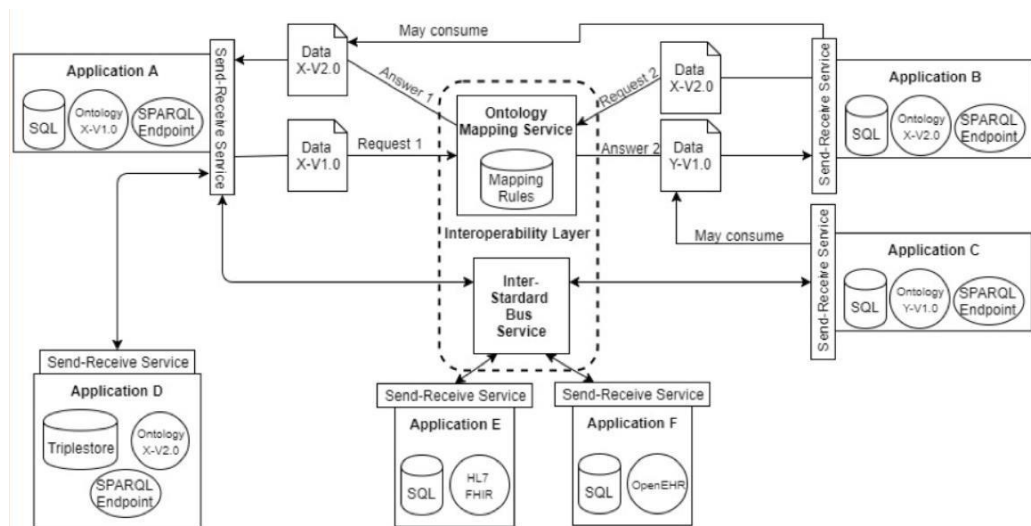 May consume
Send-Receive Service
Data
X-V2.0
Data
X-V2.0
Send-Receive Service
Application A
SQL
Ontology
X-V1.0
SPARQL
Endpoint
Answer 1
Request 2
Ontology
Mapping Service
Mapping
Rules
Application B
SQL
Ontology
X-V2.0
SPARQL
Endpoint
Data
X-V1.0
Request 1
Answer 2
Data
Y-V1.0
Interoperability Layer
May consume
Send-Receive Service
Application C
SQL
Ontology
Y-V1.0
SPARQL
Endpoint
Inter-
Stardard
Bus
Service
Send-Receive Service
Application D
Triplestore
Ontology
X-V2.0
SPARQL
Endpoint
Send-Receive Service
Application E
SQL
HL7
FHIR
Send-Receive Service
Application F
SQL
OpenEHR